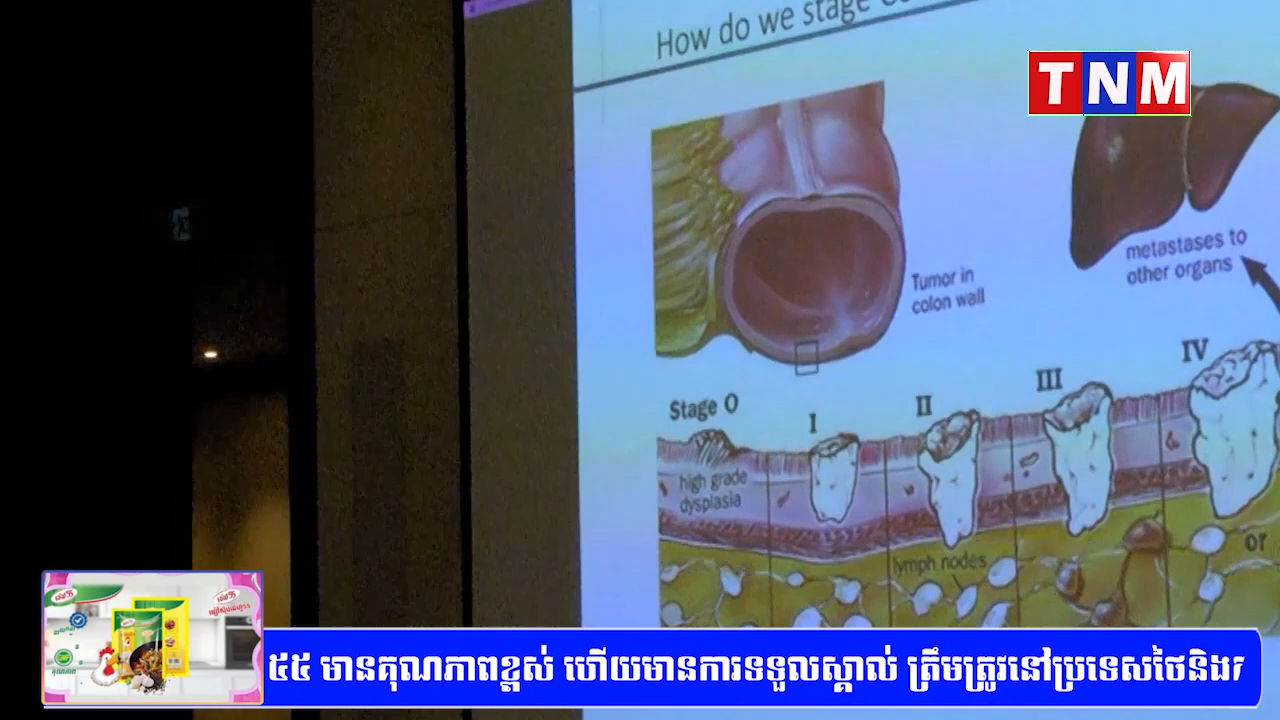 How do we stage
TNM
metastases to
other organs
Tumor in
colon wall
Stage 0
I
II
III
IV
high grade
dysplasia
lymph nodes
or
៥៥ មានគុណភាពខ្ពស់ ហើយមានការទទួលស្គាល់ ត្រឹមត្រូវនៅប្រទេសថៃនិង